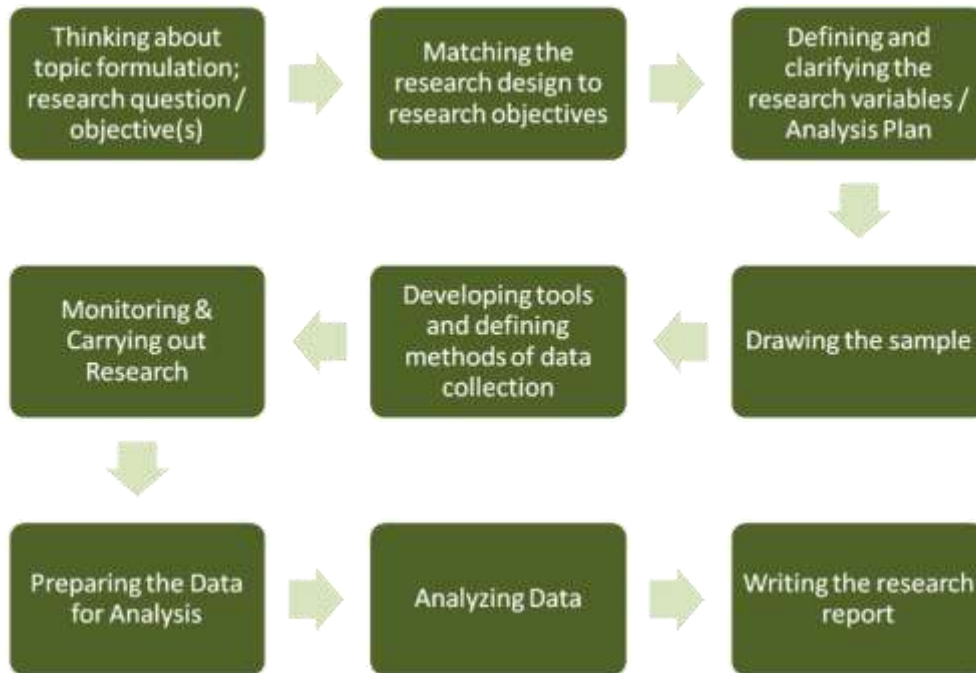 Thinking about
topic formulation;
research question /
objective(s)
Matching the
research design to
research objectives
Defining and
clarifying the
research variables /
Analysis Plan
Drawing the sample
Developing tools
and defining
methods of data
collection
Monitoring &
Carrying out
Research
Preparing the Data
for Analysis
Analyzing Data
Writing the research
report